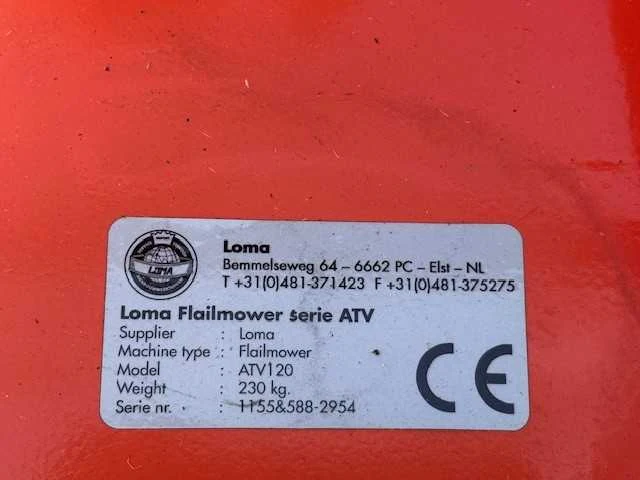 LOMA
Loma
Bemmelseweg 64 – 6662 PC – Elst – NL
T +31(0)481-371423 F +31(0)481-375275
Loma Flailmower serie ATV
Supplier : Loma
Machine type : Flailmower
Model : ATV120
Weight : 230 kg.
Serie nr. : 1155&588-2954
CE